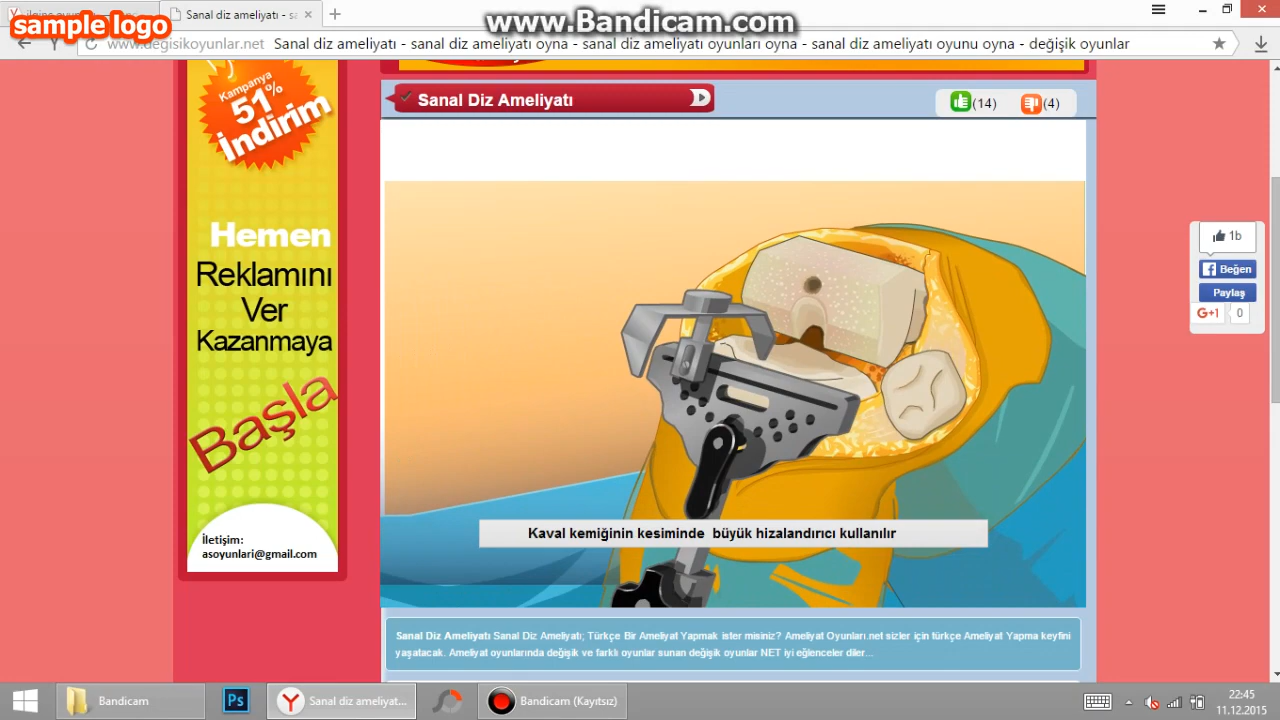 www.Bandicam.com
sample logo
Sanal diz ameliyatı - sa
www.degisikoyunlar.net Sanal diz ameliyatı - sanal diz ameliyatı oyna - sanal diz ameliyatı oyunları oyna - sanal diz ameliyatı oyunu oyna - değişik oyunlar
Kampanya
51%
İndirim
Hemen
Reklamını
Ver
Kazanmaya
Başla
İletişim:
asoyunlari@gmail.com
Sanal Diz Ameliyatı
(14)
(4)
Kaval kemiğinin kesiminde büyük hizalandırıcı kullanılır
1b
Beğen
Paylaş
G+1 0
Sanal Diz Ameliyatı Sanal Diz Ameliyatı; Türkçe Bir Ameliyat Yapmak ister misiniz? Ameliyat Oyunları.net sizler için türkçe Ameliyat Yapma keyfini
yaşatacak. Ameliyat oyunlarında değişik ve farklı oyunlar sunan değişik oyunlar NET iyi eğlenceler diler...
Bandicam
Ps
Sanal diz ameliyat...
Bandicam (Kayıtsız)
22:45
11.12.2015